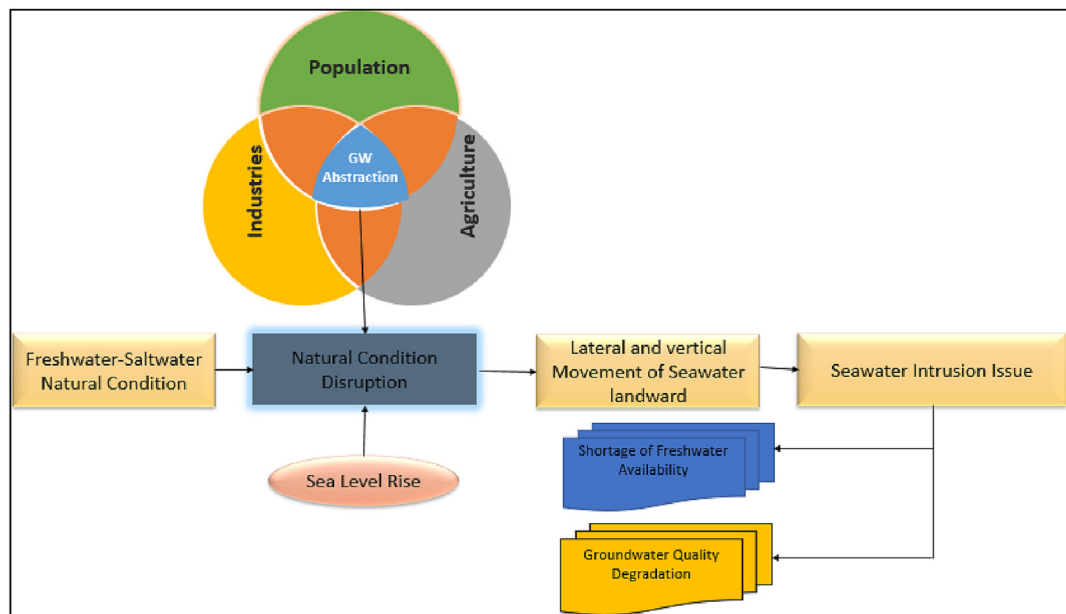 Population
Industries
GW
Abstraction
Agriculture
Freshwater-Saltwater
Natural Condition
Natural Condition
Disruption
Lateral and vertical
Movement of Seawater
landward
Seawater Intrusion Issue
Sea Level Rise
Shortage of Freshwater
Availability
Groundwater Quality
Degradation